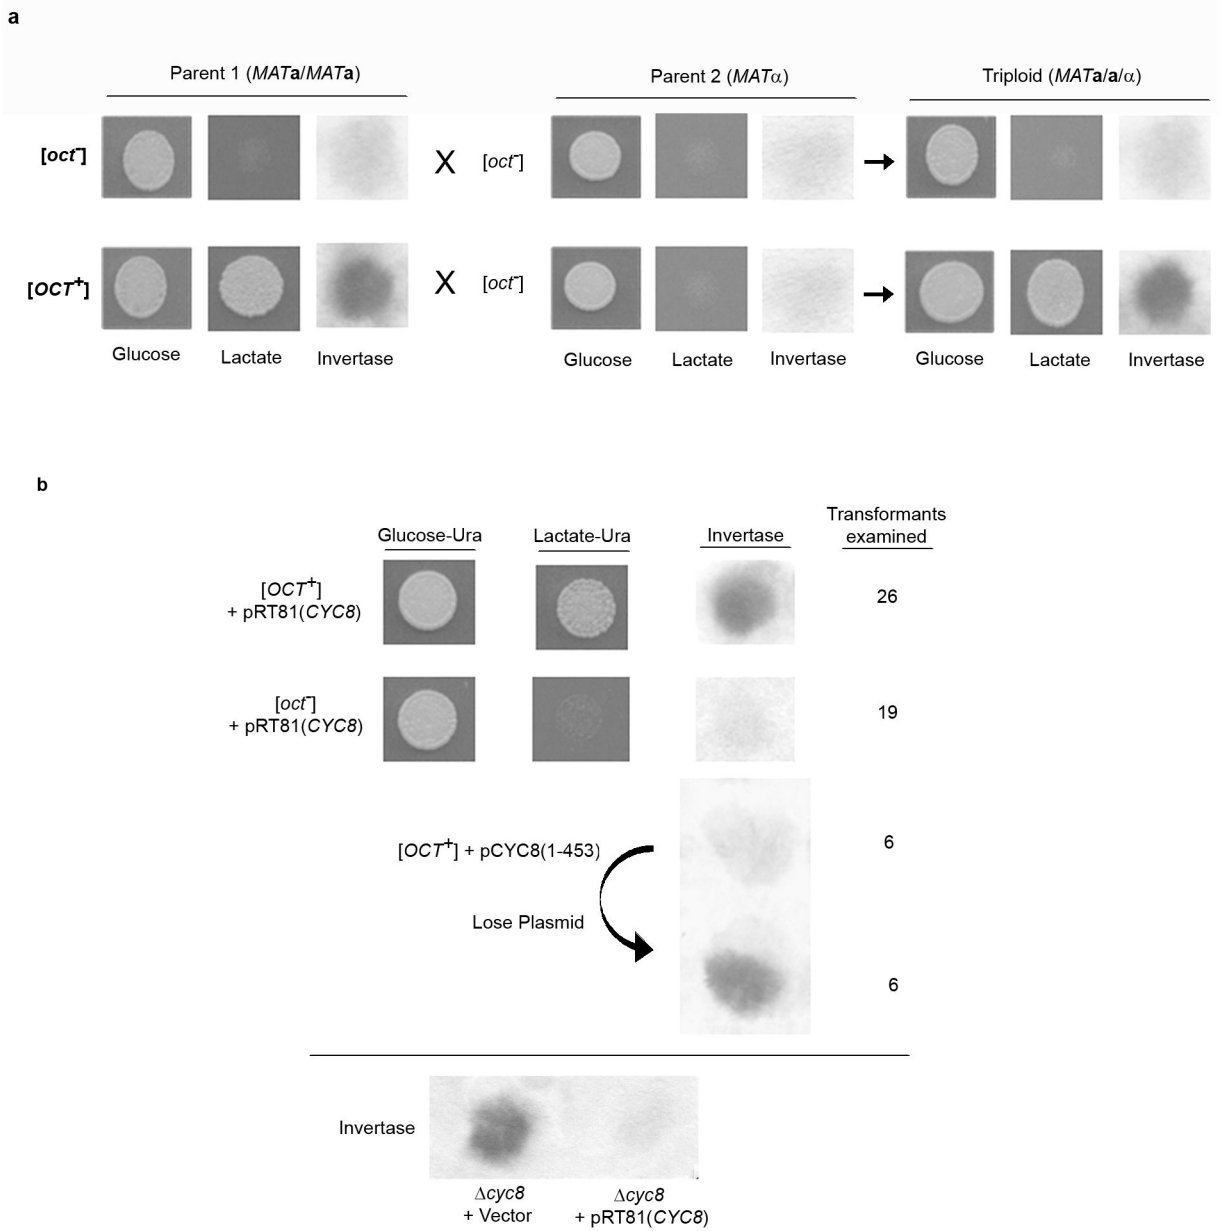 a
Parent 1 (MATa/MATa)
Parent 2 (MATα)
Triploid (MATa/a/α)
[oct-]
X
[oct-]
[OCT+]
X
[oct-]
Glucose
Lactate
Invertase
Glucose
Lactate
Invertase
Glucose
Lactate
Invertase
b
Glucose-Ura
Lactate-Ura
Invertase
Transformants
examined
[OCT+]
+ pRT81(CYC8)
26
[oct-]
+ pRT81(CYC8)
19
[OCT+] + pCYC8(1-453)
6
Lose Plasmid
6
Invertase
Δcyc8
+ Vector
Δcyc8
+ pRT81(CYC8)